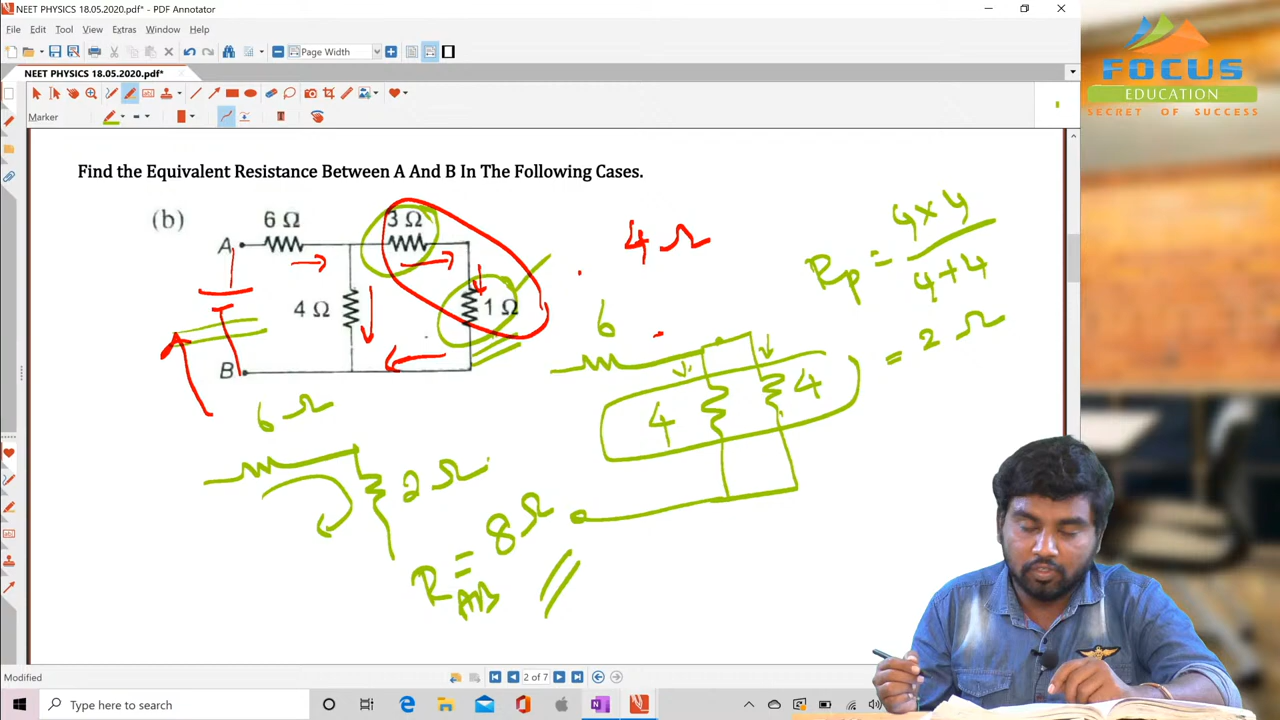 NEET PHYSICS 18.05.2020.pdf* - PDF Annotator
File Edit Tool View Extras Window Help
Page Width
NEET PHYSICS 18.05.2020.pdf*
Marker
FOCUS
EDUCATION
SECRET OF SUCCESS
Find the Equivalent Resistance Between A And B In The Following Cases.
(b)
6 Ω
3 Ω
A
4 Ω
1 Ω
B
4 Ω
Rp = 4×4
4+4
= 2 Ω
6
4
4
6 Ω
2 Ω
R = 8 Ω
Modified
2 of 7
Type here to search